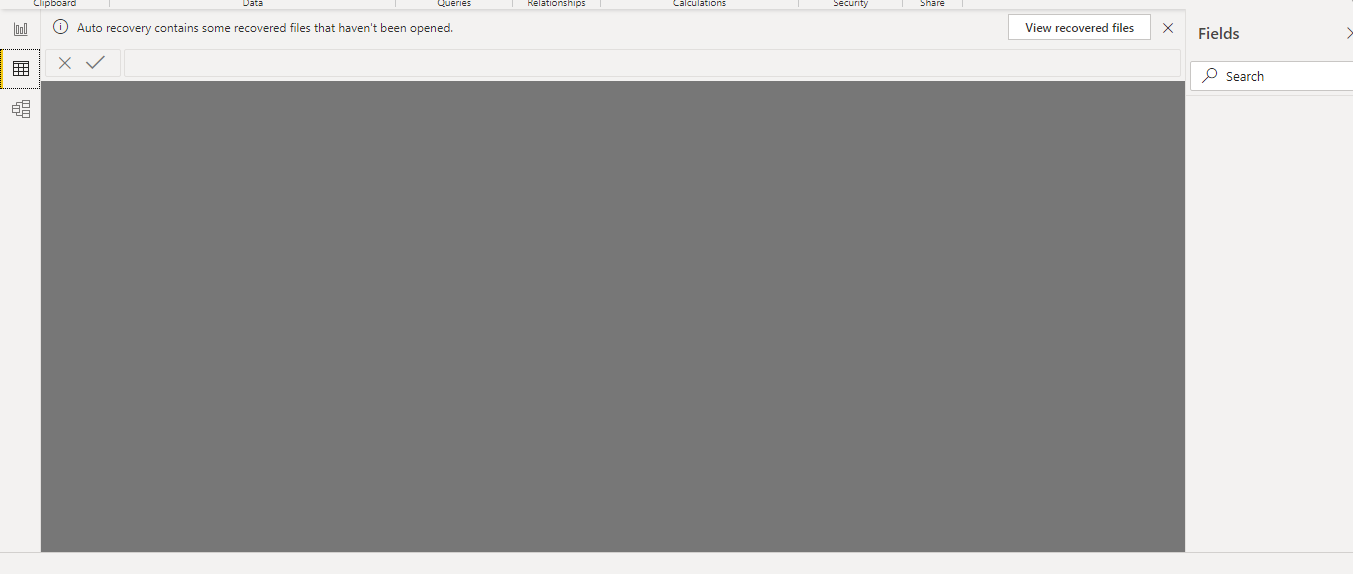 Clipboard Data Queries Relationships Calculations Security Share
Auto recovery contains some recovered files that haven't been opened. View recovered files
Fields
Search